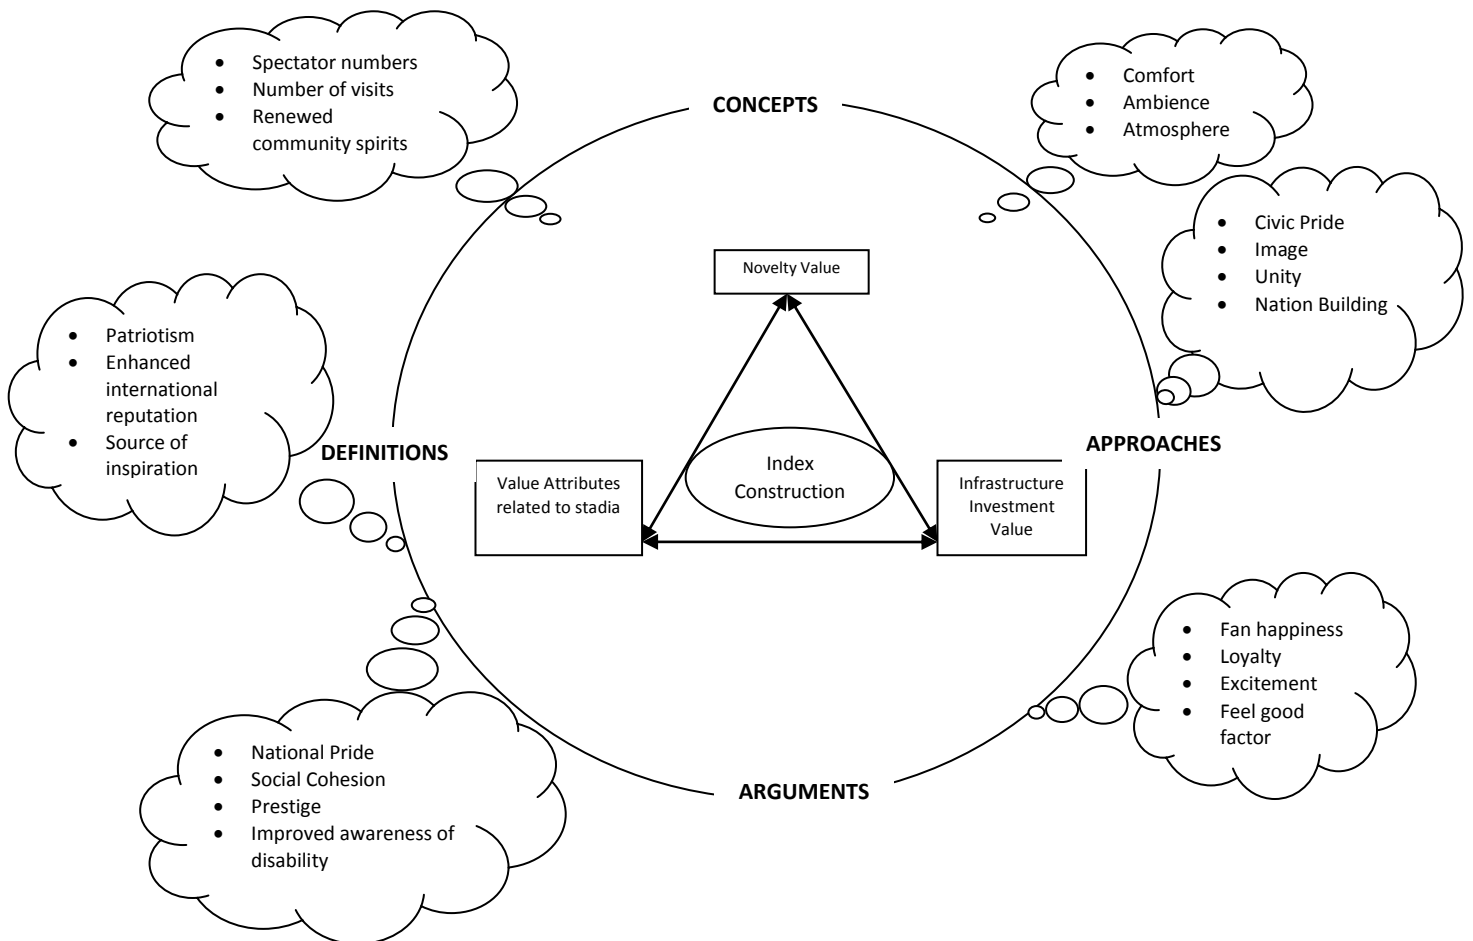 • Spectator numbers
• Number of visits
• Renewed
community spirits
CONCEPTS
• Comfort
• Ambience
• Atmosphere
• Civic Pride
• Image
• Unity
• Nation Building
Novelty Value
• Patriotism
• Enhanced
international
reputation
• Source of
inspiration
DEFINITIONS
APPROACHES
Value Attributes
related to stadia
Index
Construction
Infrastructure
Investment
Value
• Fan happiness
• Loyalty
• Excitement
• Feel good
factor
• National Pride
• Social Cohesion
• Prestige
• Improved awareness of
disability
ARGUMENTS